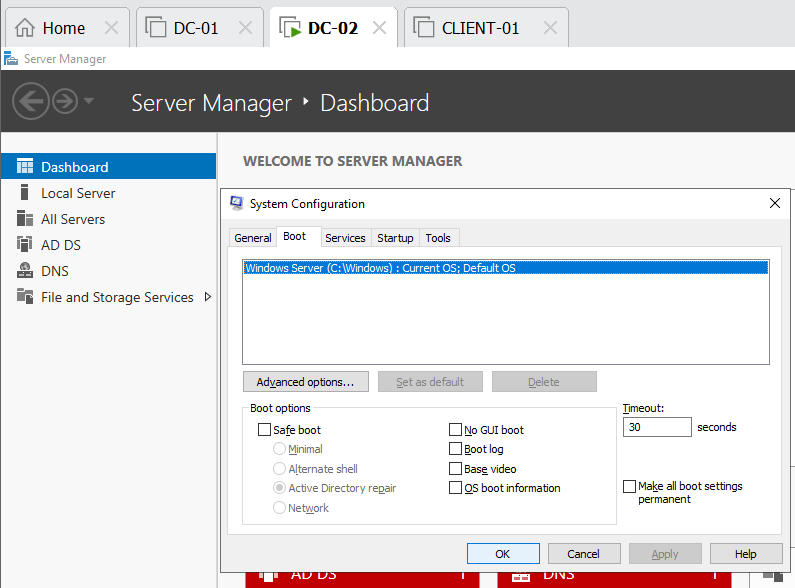 Home DC-01 DC-02 CLIENT-01
Server Manager
Server Manager Dashboard
Dashboard
Local Server
All Servers
AD DS
DNS
File and Storage Services
WELCOME TO SERVER MANAGER
System Configuration
General Boot Services Startup Tools
Windows Server (C:\Windows) : Current OS; Default OS
Advanced options... Set as default Delete
Boot options
Safe boot
Minimal
Alternate shell
Active Directory repair
Network
No GUI boot
Boot log
Base video
OS boot information
Timeout:
30 seconds
Make all boot settings
permanent
OK Cancel Apply Help
AD DS 1 DNS 1